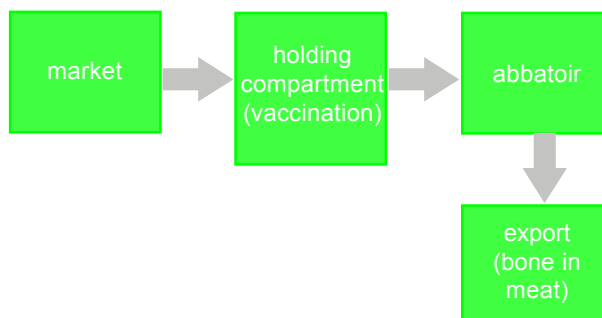 market
holding
compartment
(vaccination)
abbatoir
export
(bone in
meat)